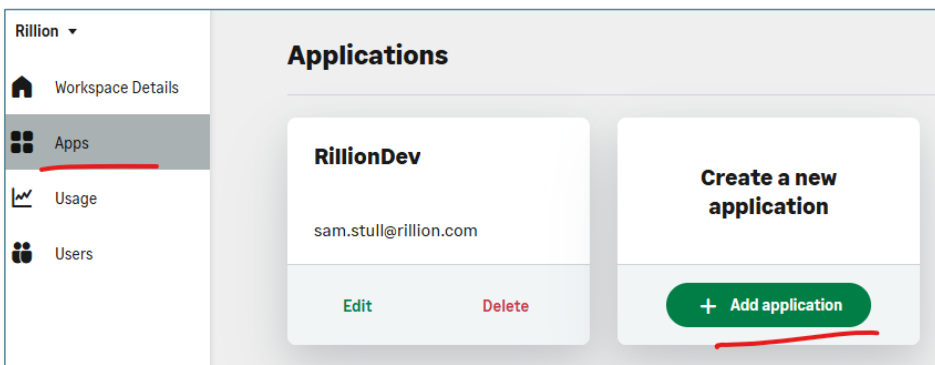 Rillion
Workspace Details
Apps
Usage
Users
Applications
RillionDev
sam.stull@rillion.com
Edit
Delete
Create a new
application
+ Add application